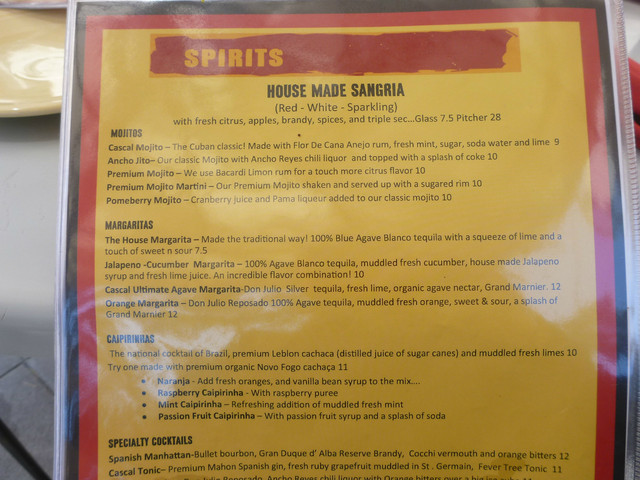 SPIRITS
HOUSE MADE SANGRIA
(Red - White - Sparkling)
with fresh citrus, apples, brandy, spices, and triple sec...Glass 7.5 Pitcher 28
MOJITOS
Cascal Mojito – The Cuban classic! Made with Flor De Cana Anejo rum, fresh mint, sugar, soda water and lime 9
Ancho Jito– Our classic Mojito with Ancho Reyes chili liquor and topped with a splash of coke 10
Premium Mojito – We use Bacardi Limon rum for a touch more citrus flavor 10
Premium Mojito Martini – Our Premium Mojito shaken and served up with a sugared rim 10
Pomeberry Mojito – Cranberry juice and Pama liqueur added to our classic mojito 10
MARGARITAS
The House Margarita – Made the traditional way! 100% Blue Agave Blanco tequila with a squeeze of lime and a
touch of sweet n sour 7.5
Jalapeno -Cucumber Margarita – 100% Agave Blanco tequila, muddled fresh cucumber, house made Jalapeno
syrup and fresh lime juice. An incredible flavor combination! 10
Cascal Ultimate Agave Margarita-Don Julio Silver tequila, fresh lime, organic agave nectar, Grand Marnier. 12
Orange Margarita – Don Julio Reposado 100% Agave tequila, muddled fresh orange, sweet & sour, a splash of
Grand Marnier 12
CAIPIRINHAS
The national cocktail of Brazil, premium Leblon cachaca (distilled juice of sugar canes) and muddled fresh limes 10
Try one made with premium organic Novo Fogo cachaça 11
• Naranja - Add fresh oranges, and vanilla bean syrup to the mix....
• Raspberry Caipirinha - With raspberry puree
• Mint Caipirinha – Refreshing addition of muddled fresh mint
• Passion Fruit Caipirinha – With passion fruit syrup and a splash of soda
SPECIALTY COCKTAILS
Spanish Manhattan-Bullet bourbon, Gran Duque d' Alba Reserve Brandy, Cocchi vermouth and orange bitters 12
Cascal Tonic– Premium Mahon Spanish gin, fresh ruby grapefruit muddled in St . Germain, Fever Tree Tonic 11